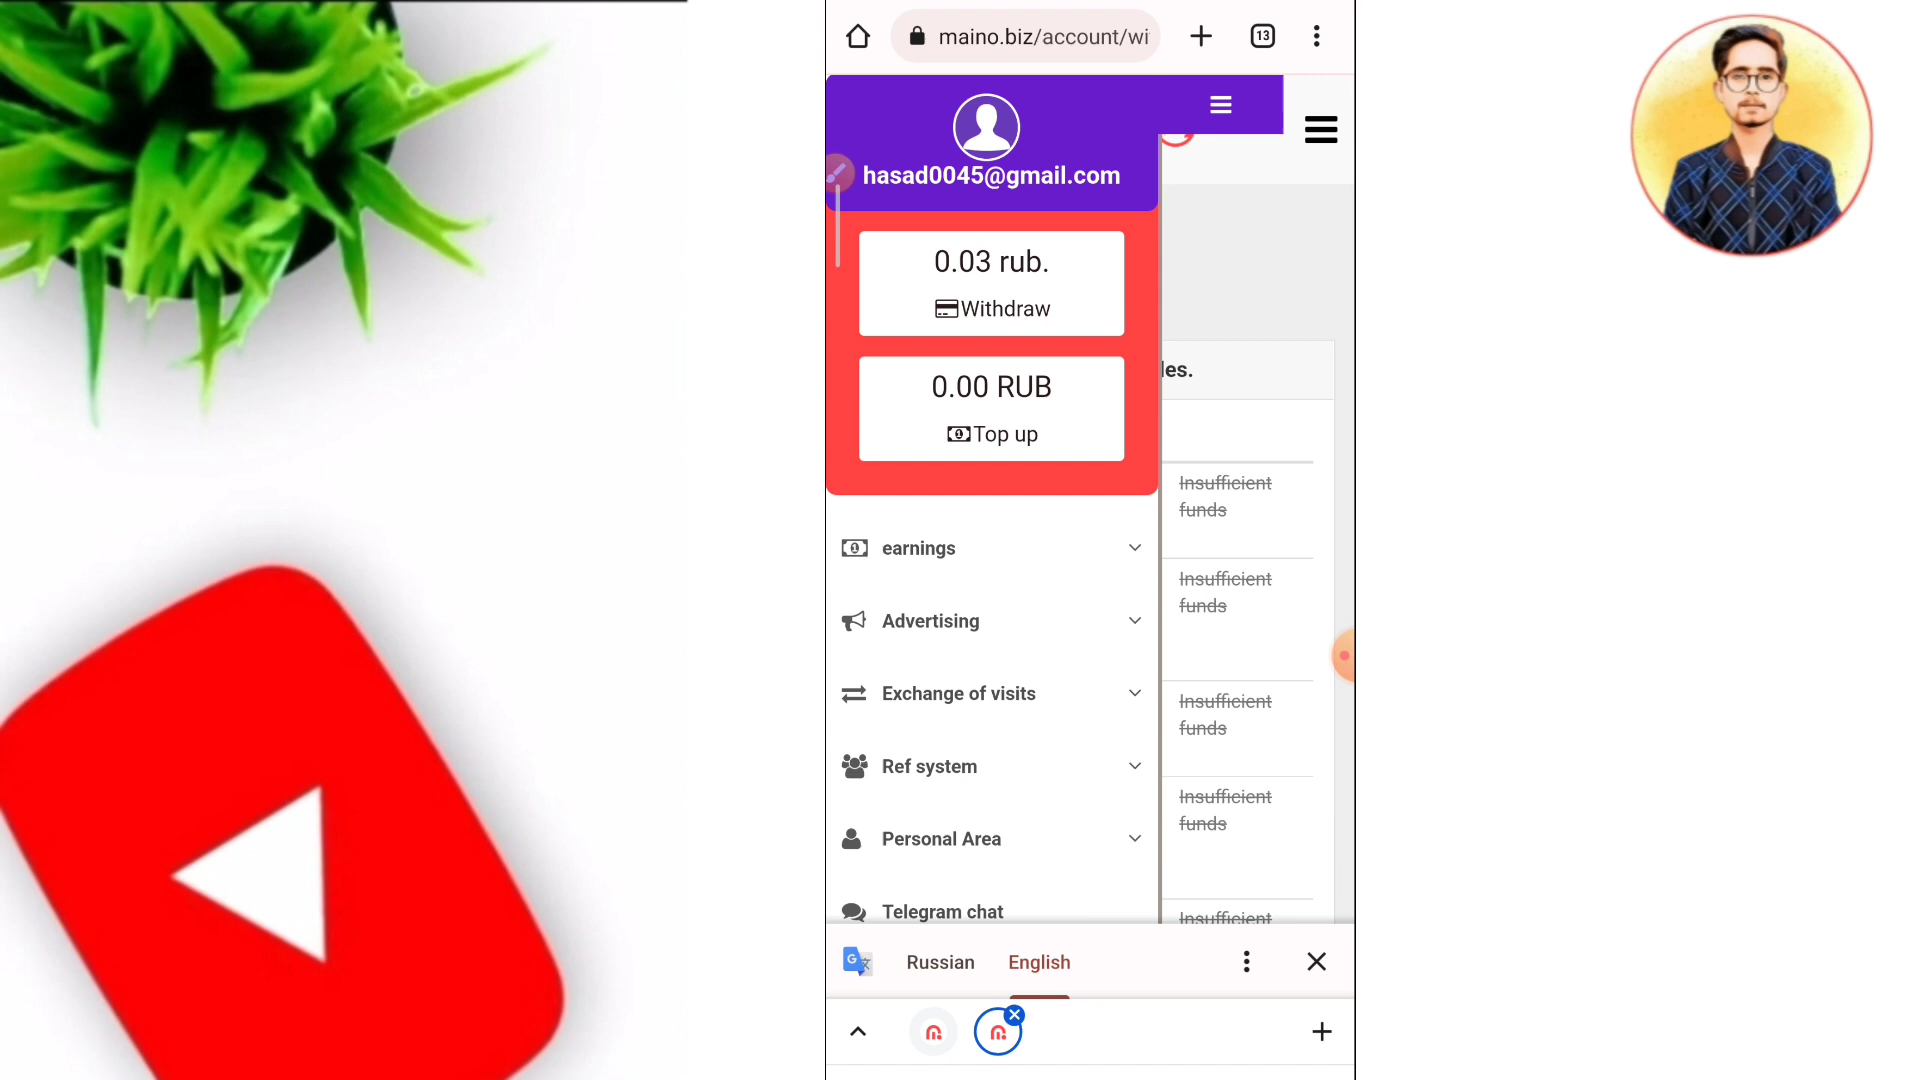 maino.biz/account/wi
13
hasad0045@gmail.com
0.03 rub.
Withdraw
0.00 RUB
Top up
les.
Insufficient
funds
earnings
Insufficient
funds
Advertising
Exchange of visits
Insufficient
funds
Ref system
Insufficient
funds
Personal Area
Telegram chat
Insufficient
Russian
English